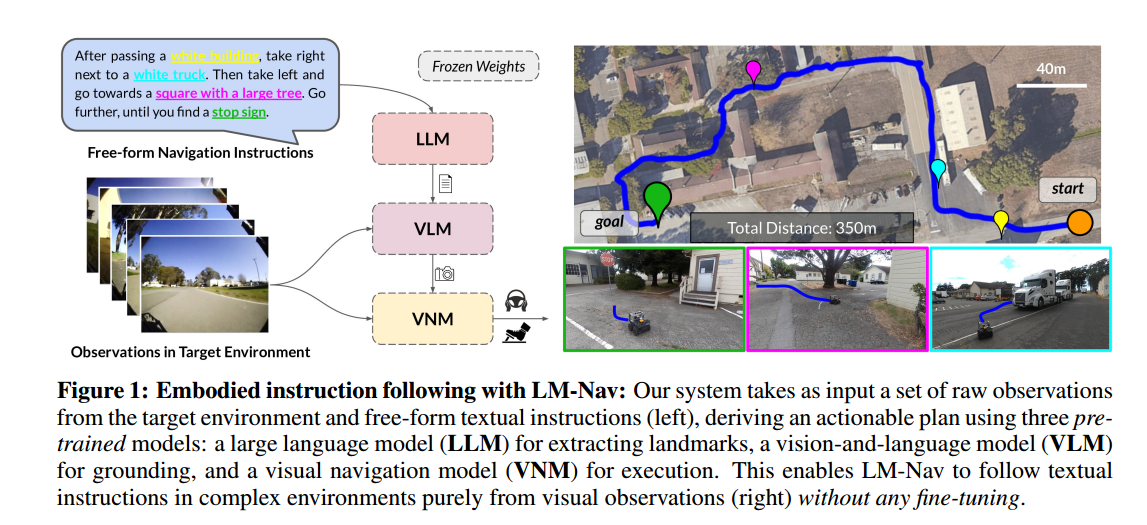 After passing a white building, take right
next to a white truck. Then take left and
go towards a square with a large tree. Go
further, until you find a stop sign.
Free-form Navigation Instructions
Frozen Weights
LLM
VLM
VNM
Observations in Target Environment
40m
start
goal
Total Distance: 350m
STOP
Figure 1: Embodied instruction following with LM-Nav: Our system takes as input a set of raw observations
from the target environment and free-form textual instructions (left), deriving an actionable plan using three pre-
trained models: a large language model (LLM) for extracting landmarks, a vision-and-language model (VLM)
for grounding, and a visual navigation model (VNM) for execution. This enables LM-Nav to follow textual
instructions in complex environments purely from visual observations (right) without any fine-tuning.